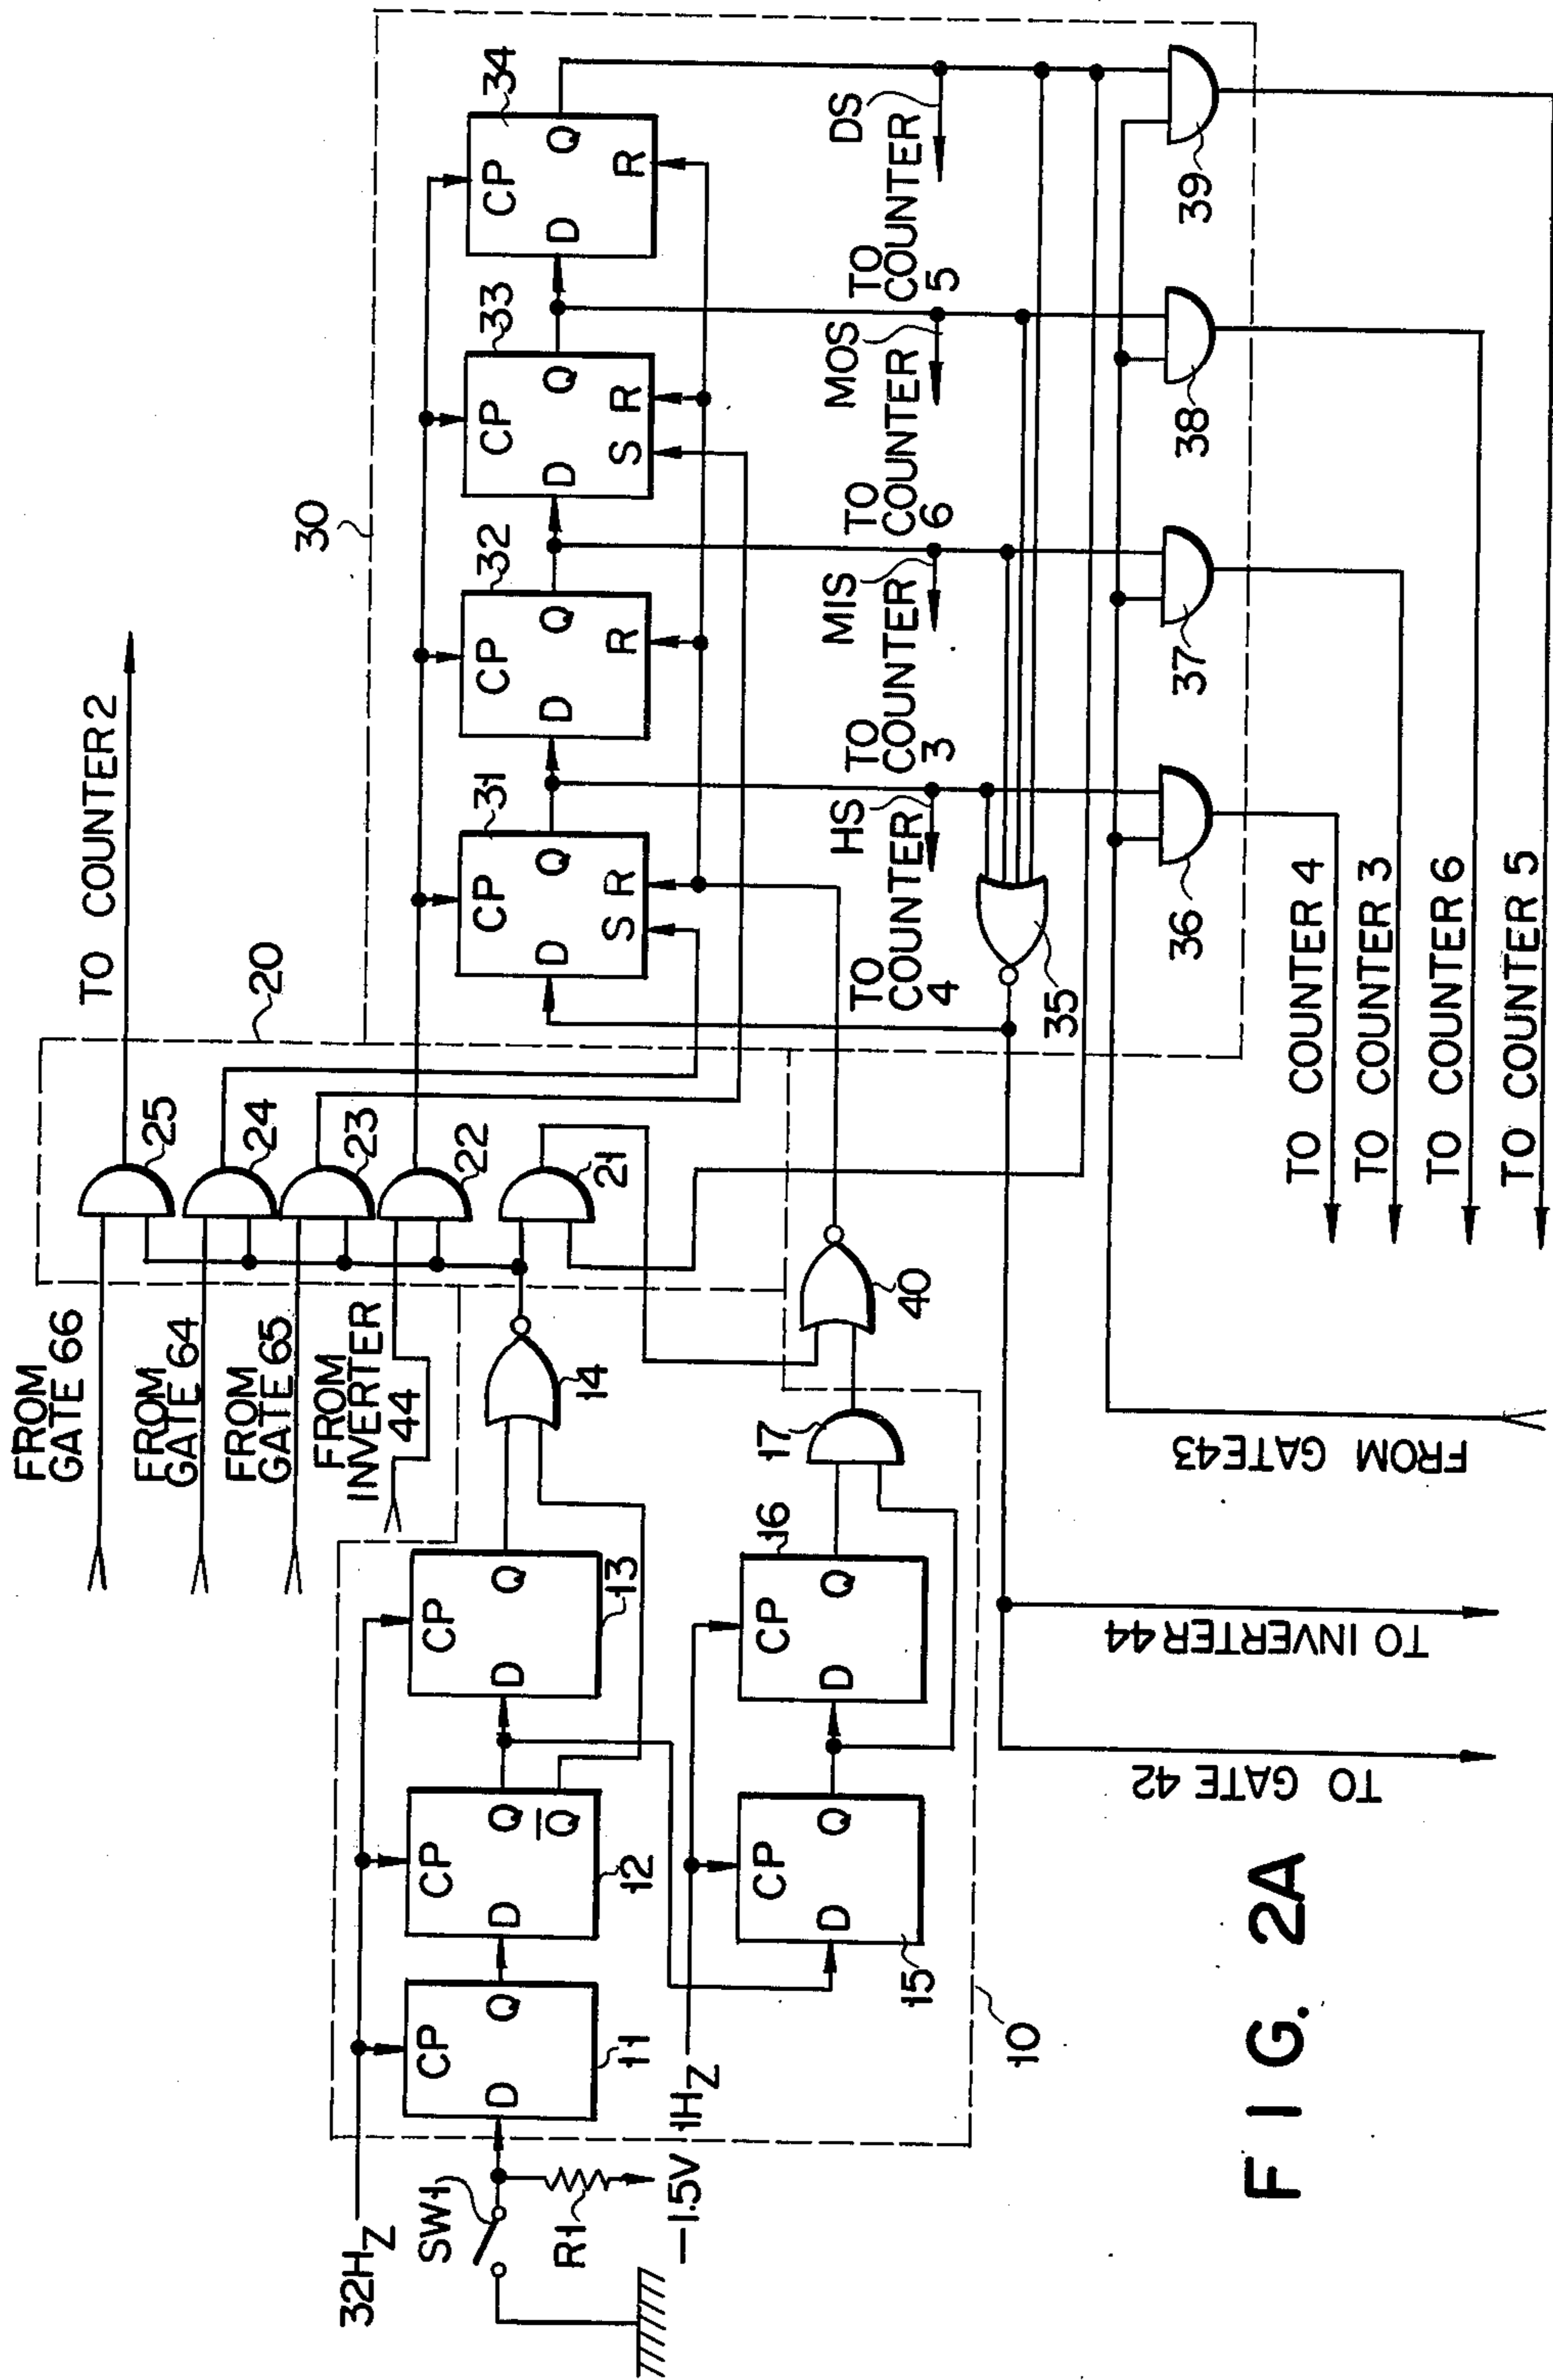 TO COUNTER 2
20
30
FROM
GATE 66
FROM
GATE 64
FROM
GATE 65
FROM
INVERTER
44
25
24
23
22
21
31
CP
D
Q
S
R
32
CP
D
Q
R
33
CP
D
Q
S
R
34
CP
D
Q
R
32HZ
SW1
R1
-1.5V
1HZ
CP
D
Q
11
CP
D
Q
Q
12
CP
D
Q
13
14
CP
D
Q
15
CP
D
Q
16
17
40
10
HS
TO
COUNTER
4
MIS
TO
COUNTER
3
MOS
TO
COUNTER
6
DS
TO
COUNTER
5
35
36
37
38
39
TO GATE 42
TO INVERTER 44
FROM GATE 43
TO COUNTER 4
TO COUNTER 3
TO COUNTER 6
TO COUNTER 5
FIG. 2A